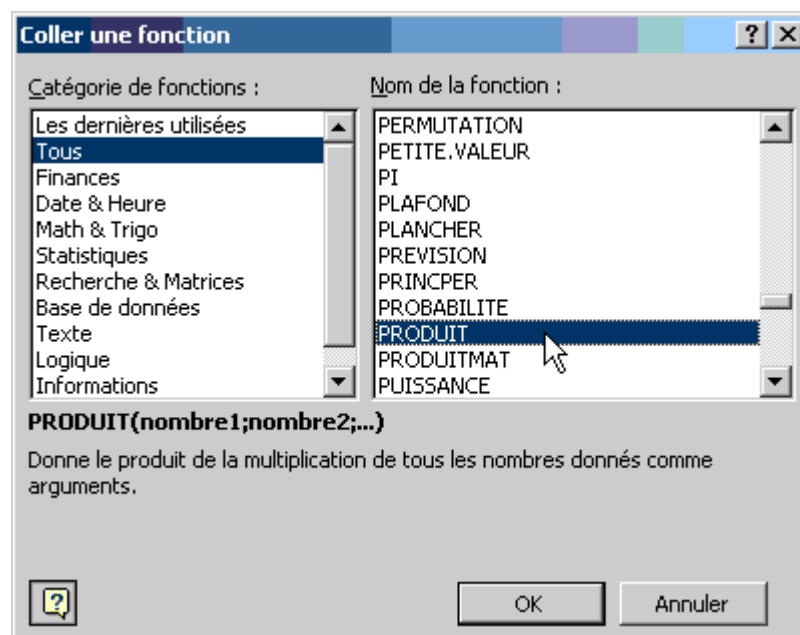 Coller une fonction
Catégorie de fonctions :
Les dernières utilisées
Tous
Finances
Date & Heure
Math & Trigo
Statistiques
Recherche & Matrices
Base de données
Texte
Logique
Informations
Nom de la fonction :
PERMUTATION
PETITE.VALEUR
PI
PLAFOND
PLANCHER
PREVISION
PRINCPER
PROBABILITE
PRODUIT
PRODUITMAT
PUISSANCE
PRODUIT(nombre1;nombre2;...)
Donne le produit de la multiplication de tous les nombres donnés comme
arguments.
OK
Annuler